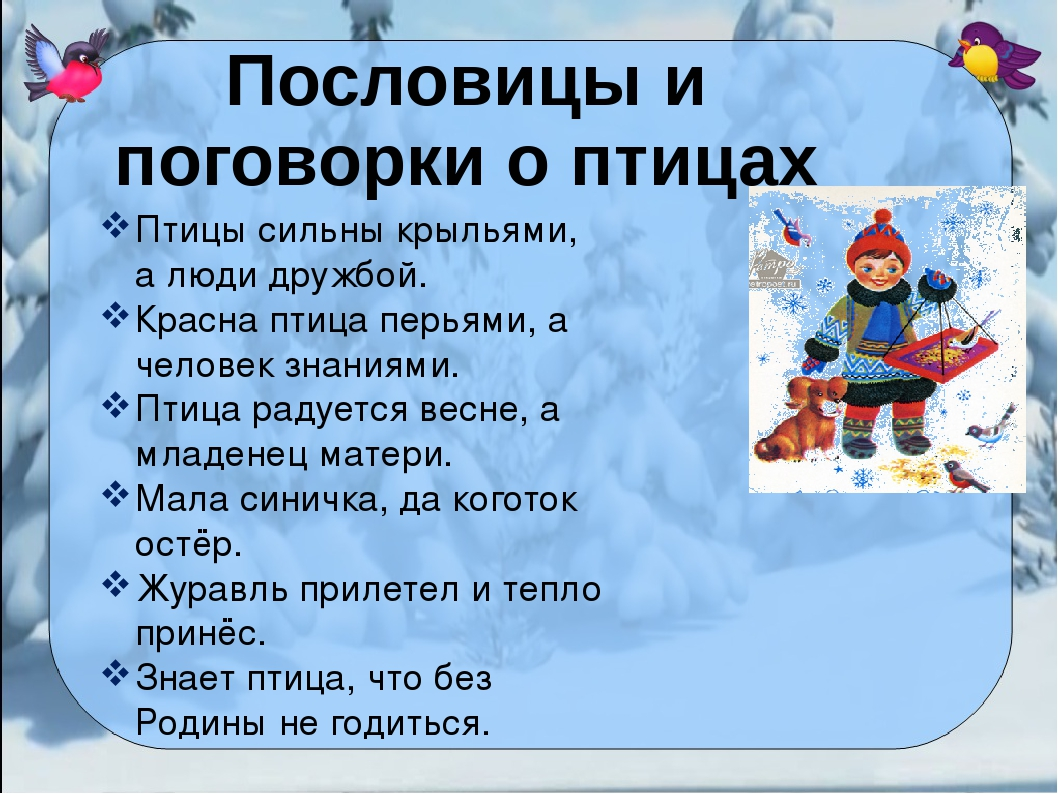 Пословицы и
поговорки о птицах
Птицы сильны крыльями,
а люди дружбой.
Красна птица перьями, а
человек знаниями.
Птица радуется весне, а
младенец матери.
Мала синичка, да коготок
остёр.
Журавль прилетел и тепло
принёс.
Знает птица, что без
Родины не годиться.